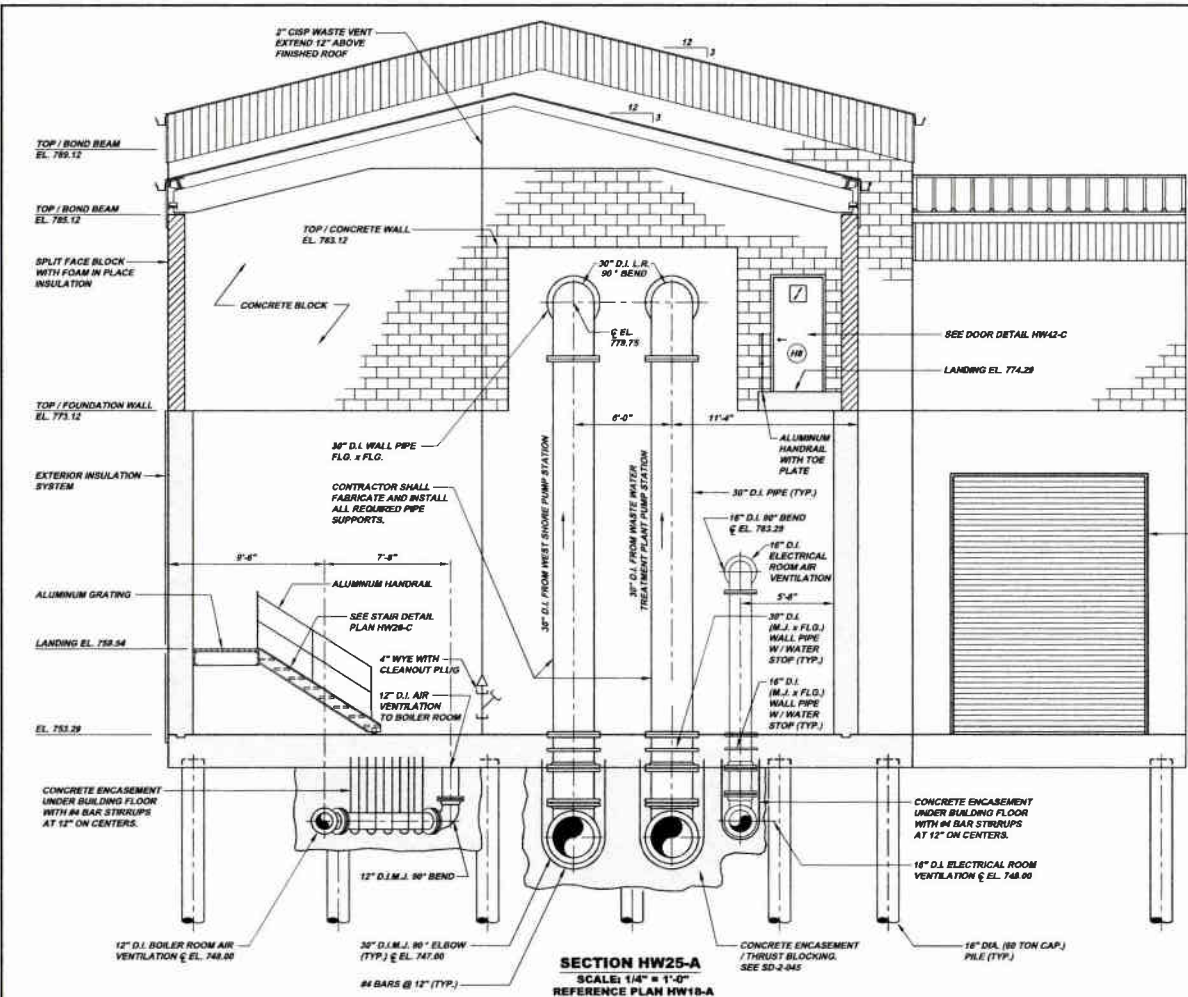 2" CISP WASTE VENT
EXTEND 12" ABOVE
FINISHED ROOF
12
3
12
3
TOP / BOND BEAM
EL. 789.12
TOP / BOND BEAM
EL. 785.12
TOP / CONCRETE WALL
EL. 783.12
SPLIT FACE BLOCK
WITH FOAM IN PLACE
INSULATION
CONCRETE BLOCK
30" D.I. L.R.
90° BEND
℄ EL.
779.75
SEE DOOR DETAIL HW42-C
H8
LANDING EL. 774.29
TOP / FOUNDATION WALL
EL. 773.12
6'-0"
11'-4"
30" D.I. WALL PIPE
FLG. x FLG.
ALUMINUM
HANDRAIL
WITH TOE
PLATE
EXTERIOR INSULATION
SYSTEM
CONTRACTOR SHALL
FABRICATE AND INSTALL
ALL REQUIRED PIPE
SUPPORTS.
30" D.I. FROM WEST SHORE PUMP STATION
30" D.I. FROM WASTE WATER
TREATMENT PLANT PUMP STATION
30" D.I. PIPE (TYP.)
16" D.I. 90° BEND
℄ EL. 763.29
16" D.I.
ELECTRICAL
ROOM AIR
VENTILATION
9'-6"
7'-8"
5'-6"
ALUMINUM HANDRAIL
ALUMINUM GRATING
SEE STAIR DETAIL
PLAN HW26-C
30" D.I.
(M.J. x FLG.)
WALL PIPE
W / WATER
STOP (TYP.)
LANDING EL. 758.54
4" WYE WITH
CLEANOUT PLUG
12" D.I. AIR
VENTILATION
TO BOILER ROOM
16" D.I.
(M.J. x FLG.)
WALL PIPE
W / WATER
STOP (TYP.)
EL. 753.29
CONCRETE ENCASEMENT
UNDER BUILDING FLOOR
WITH #4 BAR STIRRUPS
AT 12" ON CENTERS.
CONCRETE ENCASEMENT
UNDER BUILDING FLOOR
WITH #4 BAR STIRRUPS
AT 12" ON CENTERS.
12" D.I.M.J. 90° BEND
16" D.I. ELECTRICAL ROOM
VENTILATION ℄ EL. 748.00
12" D.I. BOILER ROOM AIR
VENTILATION ℄ EL. 748.00
30" D.I.M.J. 90° ELBOW
(TYP.) ℄ EL. 747.00
#4 BARS @ 12" (TYP.)
CONCRETE ENCASEMENT
/ THRUST BLOCKING.
SEE SD-2-045
16" DIA. (60 TON CAP.)
PILE (TYP.)
SECTION HW25-A
SCALE: 1/4" = 1'-0"
REFERENCE PLAN HW18-A